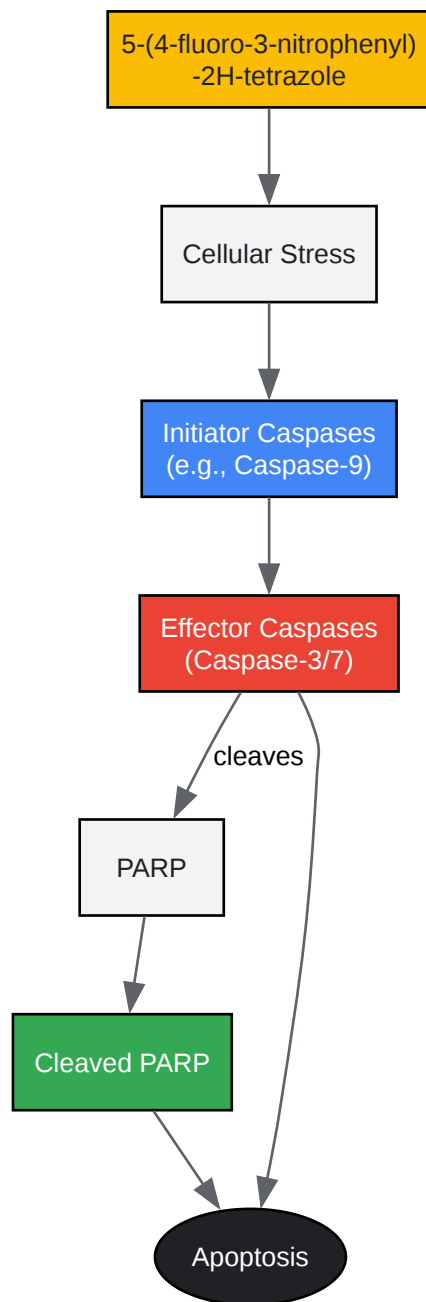 5-(4-fluoro-3-nitrophenyl)
-2H-tetrazole
Cellular Stress
Initiator Caspases
(e.g., Caspase-9)
Effector Caspases
(Caspase-3/7)
cleaves
PARP
Cleaved PARP
Apoptosis